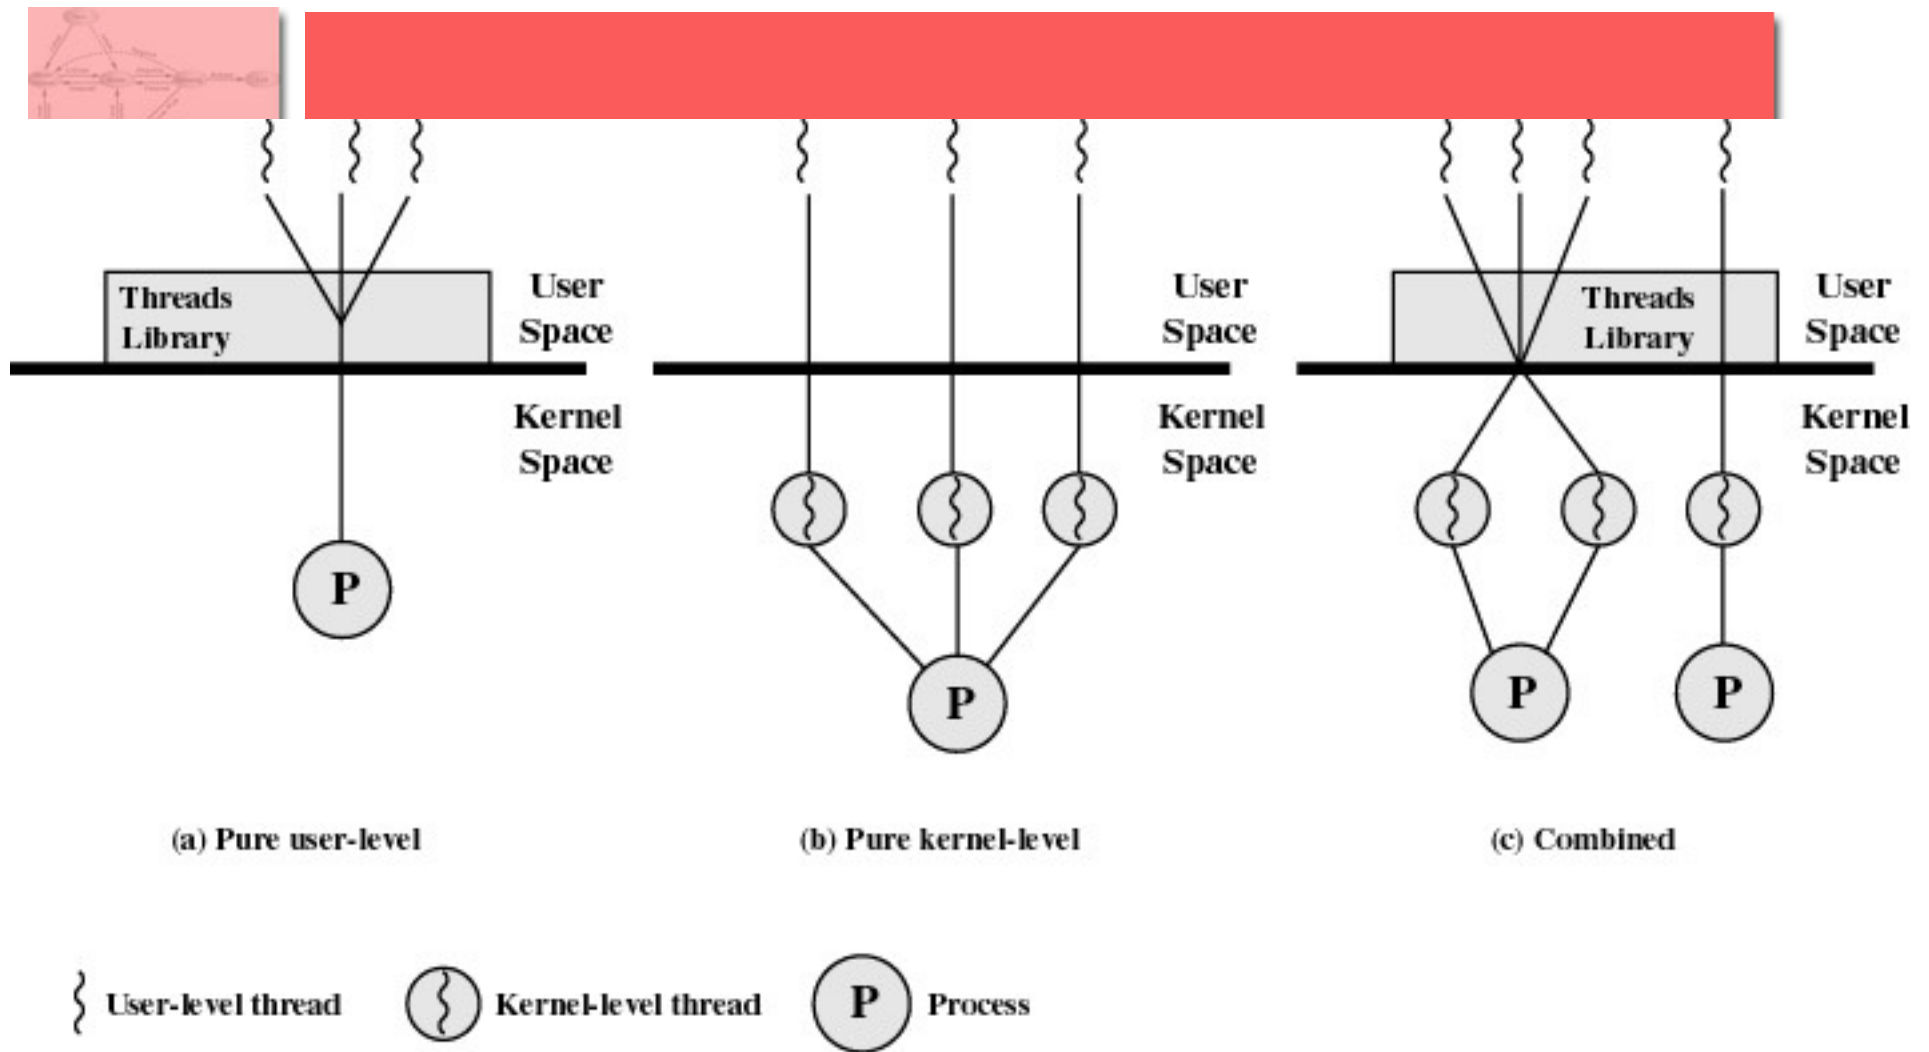 Threads
Library
User
Space
Kernel
Space
P
User
Space
Kernel
Space
P
Threads
Library
User
Space
Kernel
Space
P
P
(a) Pure user-level
(b) Pure kernel-level
(c) Combined
User-level thread
Kernel-level thread
P
Process